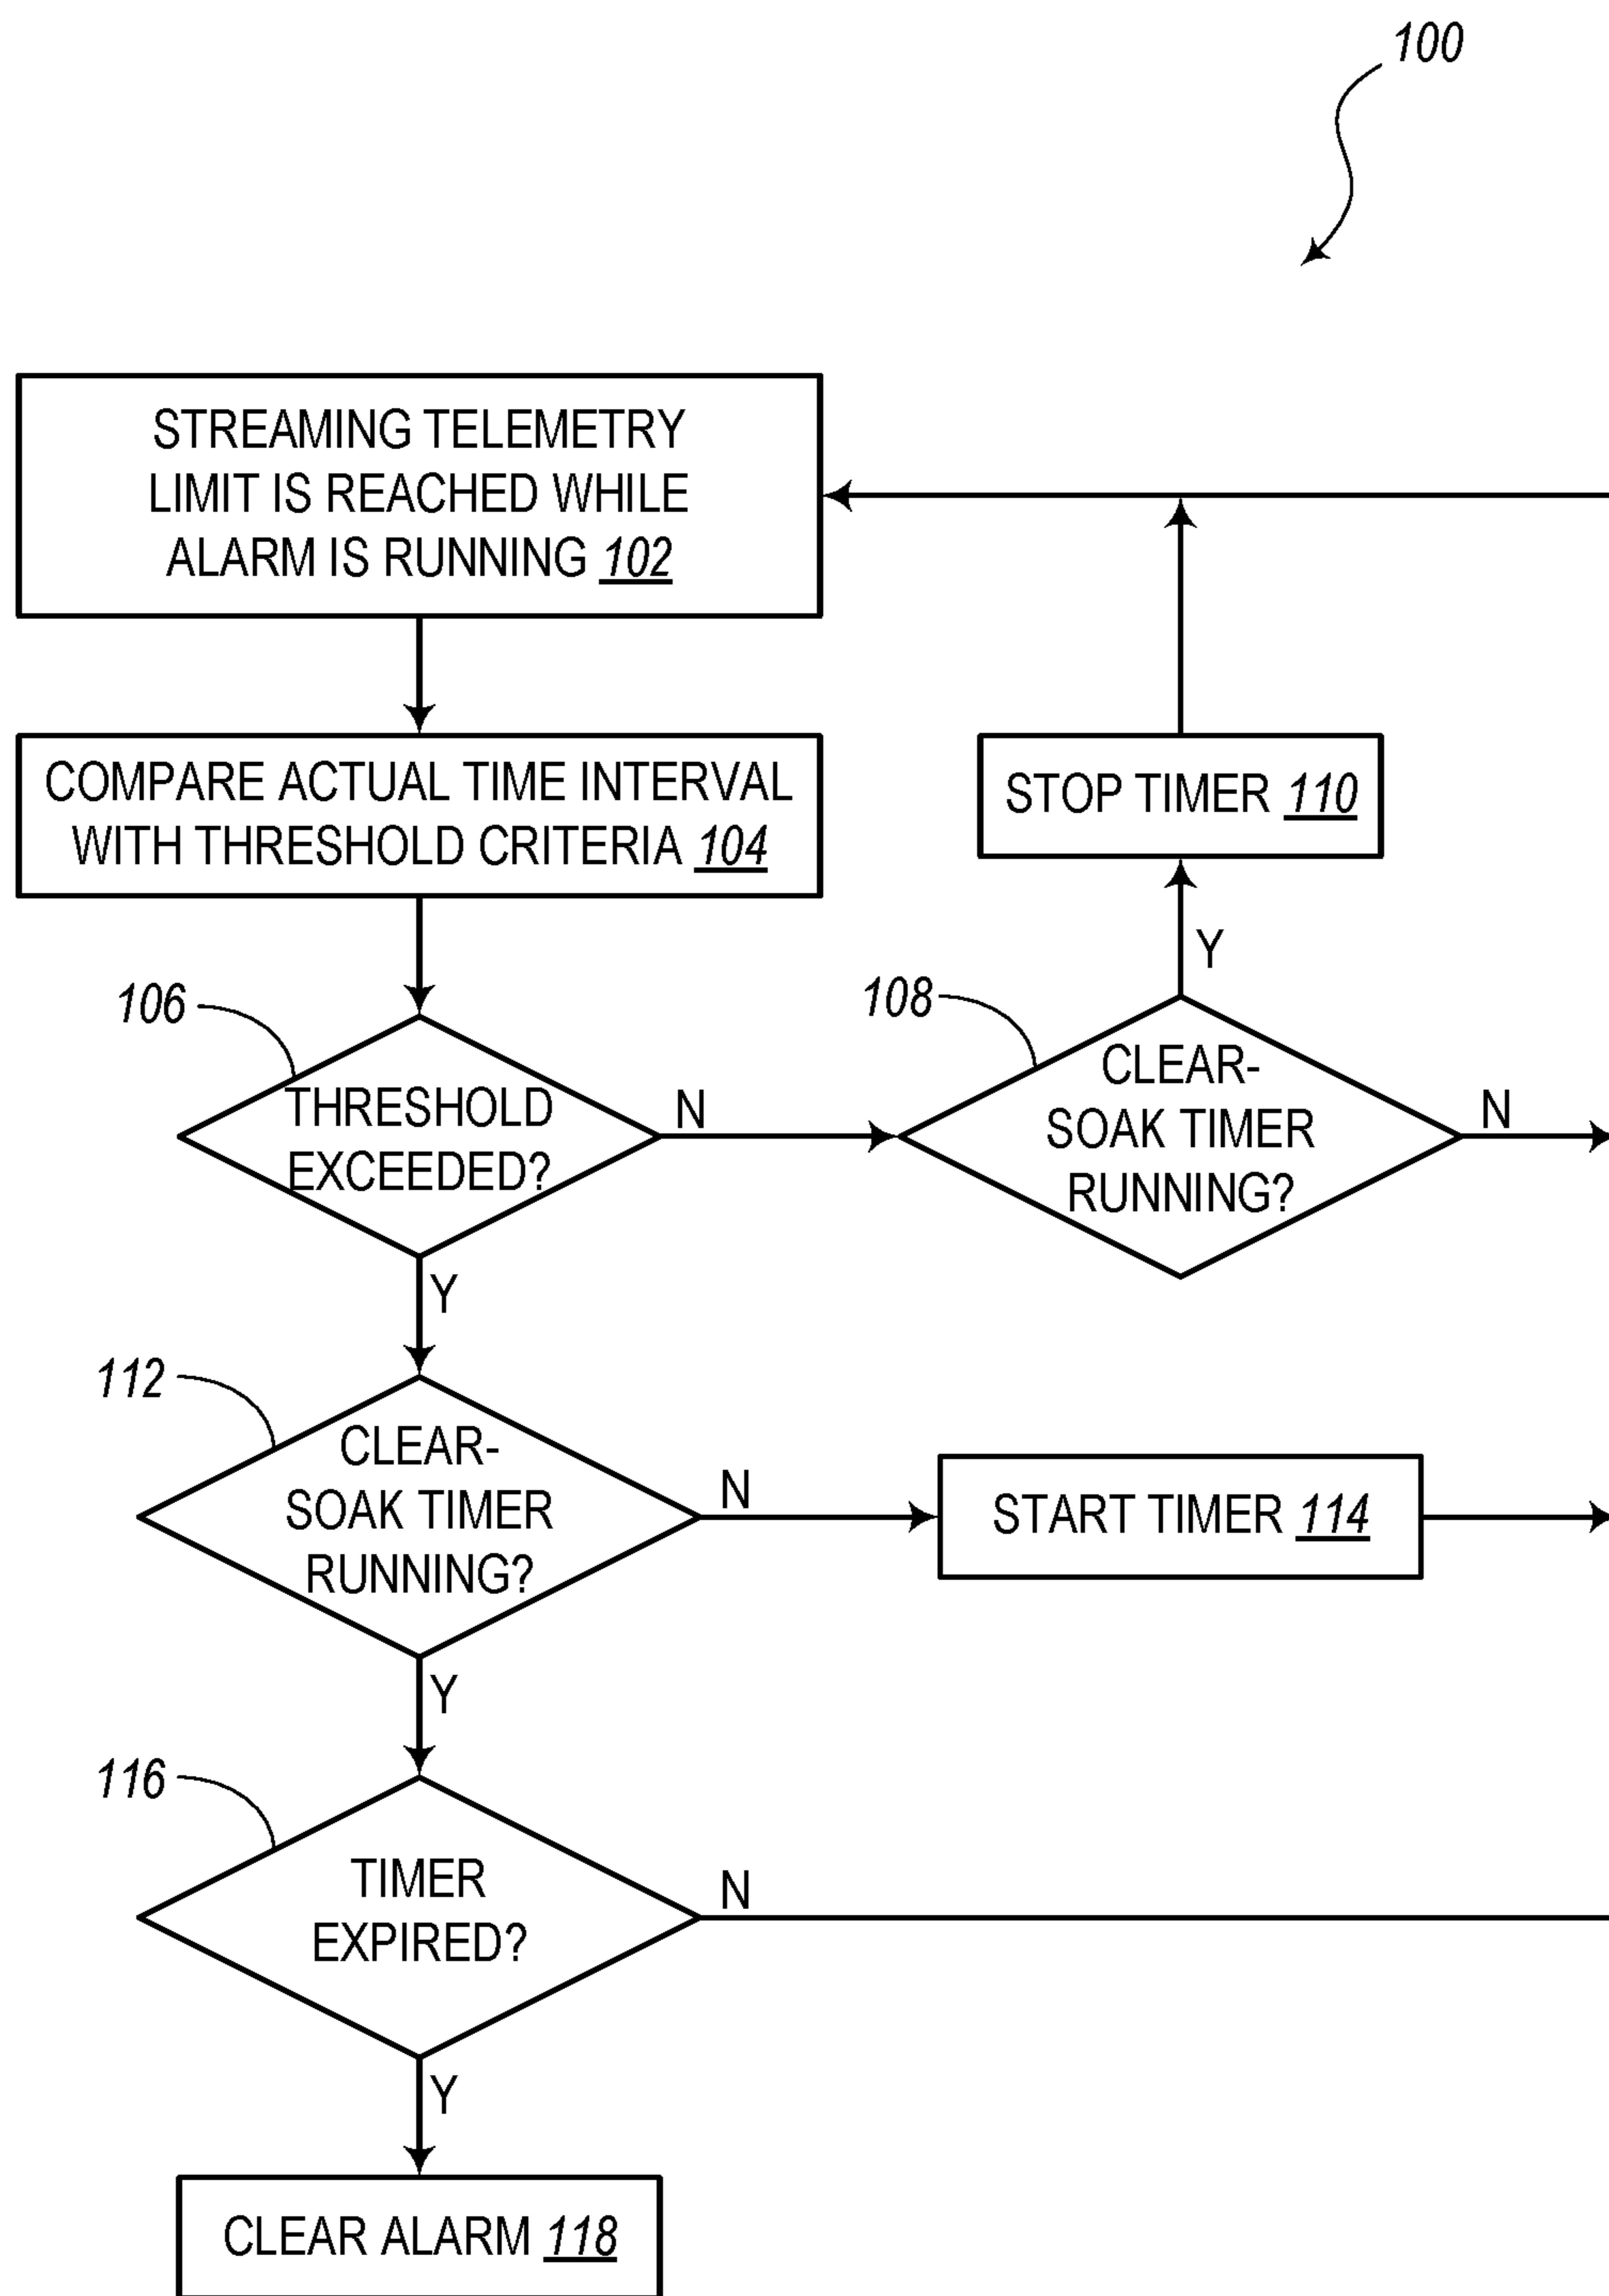 100
STREAMING TELEMETRY
LIMIT IS REACHED WHILE
ALARM IS RUNNING 102
COMPARE ACTUAL TIME INTERVAL
WITH THRESHOLD CRITERIA 104
STOP TIMER 110
Y
106
THRESHOLD
EXCEEDED?
N
108
CLEAR-
SOAK TIMER
RUNNING?
N
Y
112
CLEAR-
SOAK TIMER
RUNNING?
N
START TIMER 114
Y
116
TIMER
EXPIRED?
N
Y
CLEAR ALARM 118